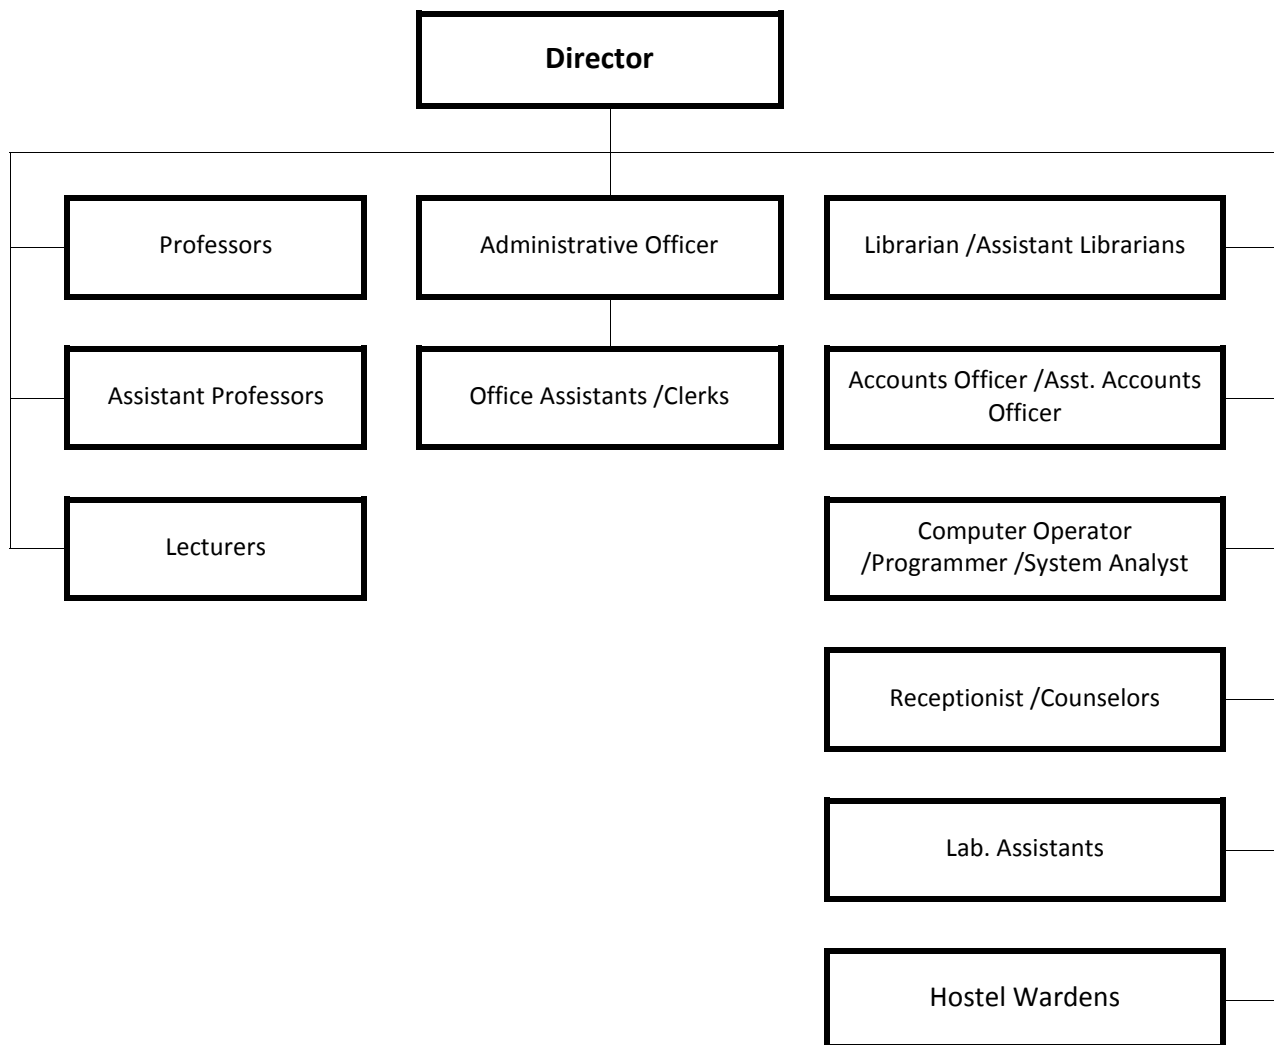 Director
Professors
Administrative Officer
Librarian /Assistant Librarians
Assistant Professors
Office Assistants /Clerks
Accounts Officer /Asst. Accounts
Officer
Lecturers
Computer Operator
/Programmer /System Analyst
Receptionist /Counselors
Lab. Assistants
Hostel Wardens